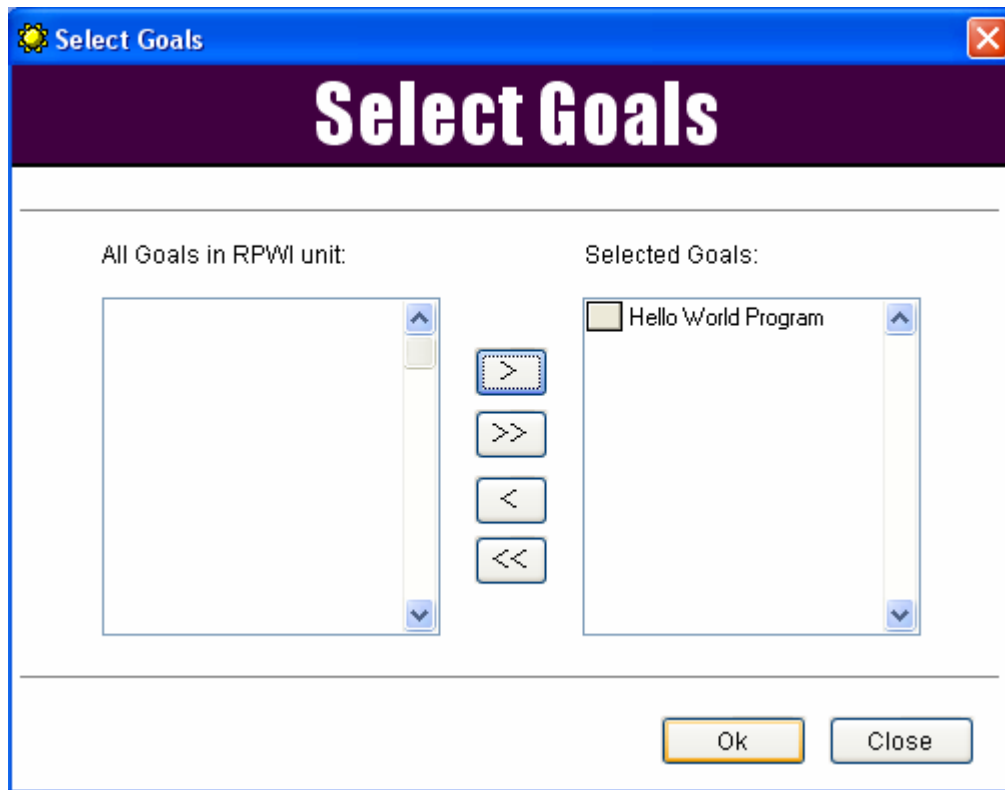 Select Goals
Select Goals
All Goals in RPWI unit:
Selected Goals:
Hello World Program
>
>>
<
<<
Ok
Close